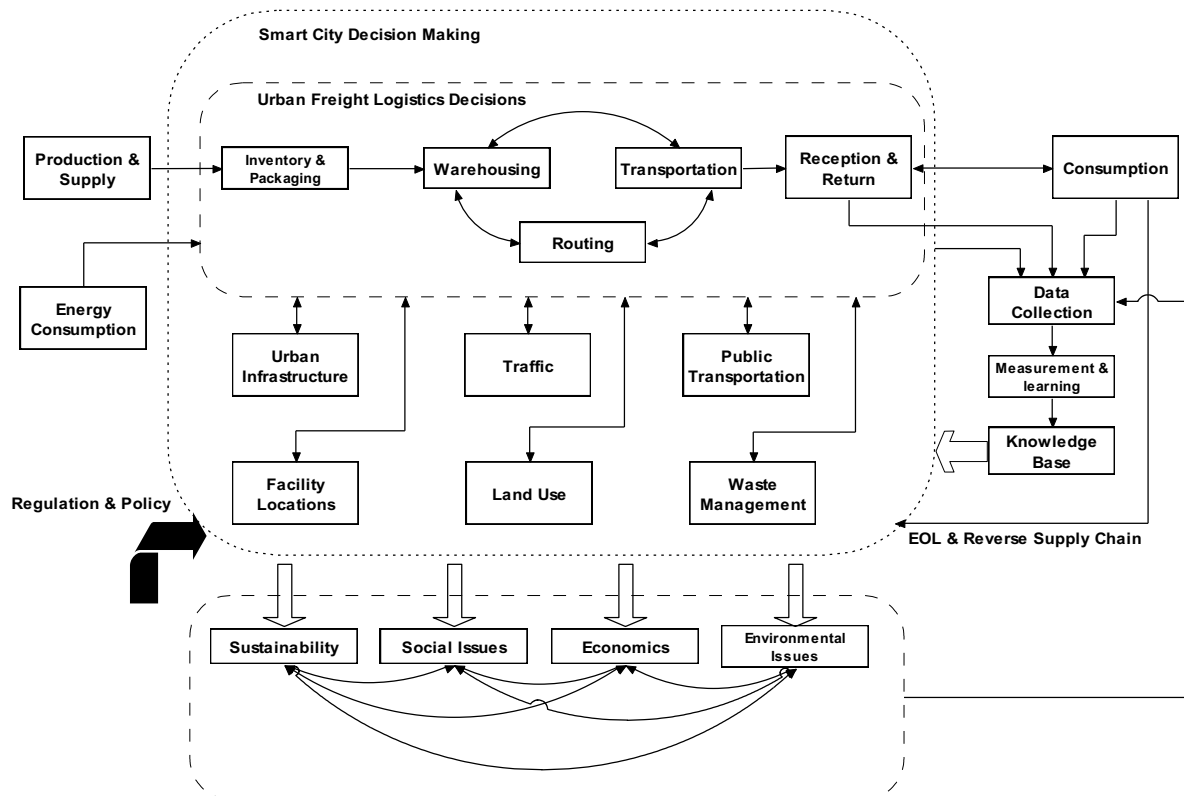 Smart City Decision Making
Urban Freight Logistics Decisions
Production &
Supply
Inventory &
Packaging
Warehousing
Transportation
Reception &
Return
Consumption
Routing
Energy
Consumption
Data
Collection
Urban
Infrastructure
Traffic
Public
Transportation
Measurement &
learning
Knowledge
Base
Facility
Locations
Land Use
Waste
Management
Regulation & Policy
EOL & Reverse Supply Chain
Sustainability
Social Issues
Economics
Environmental
Issues